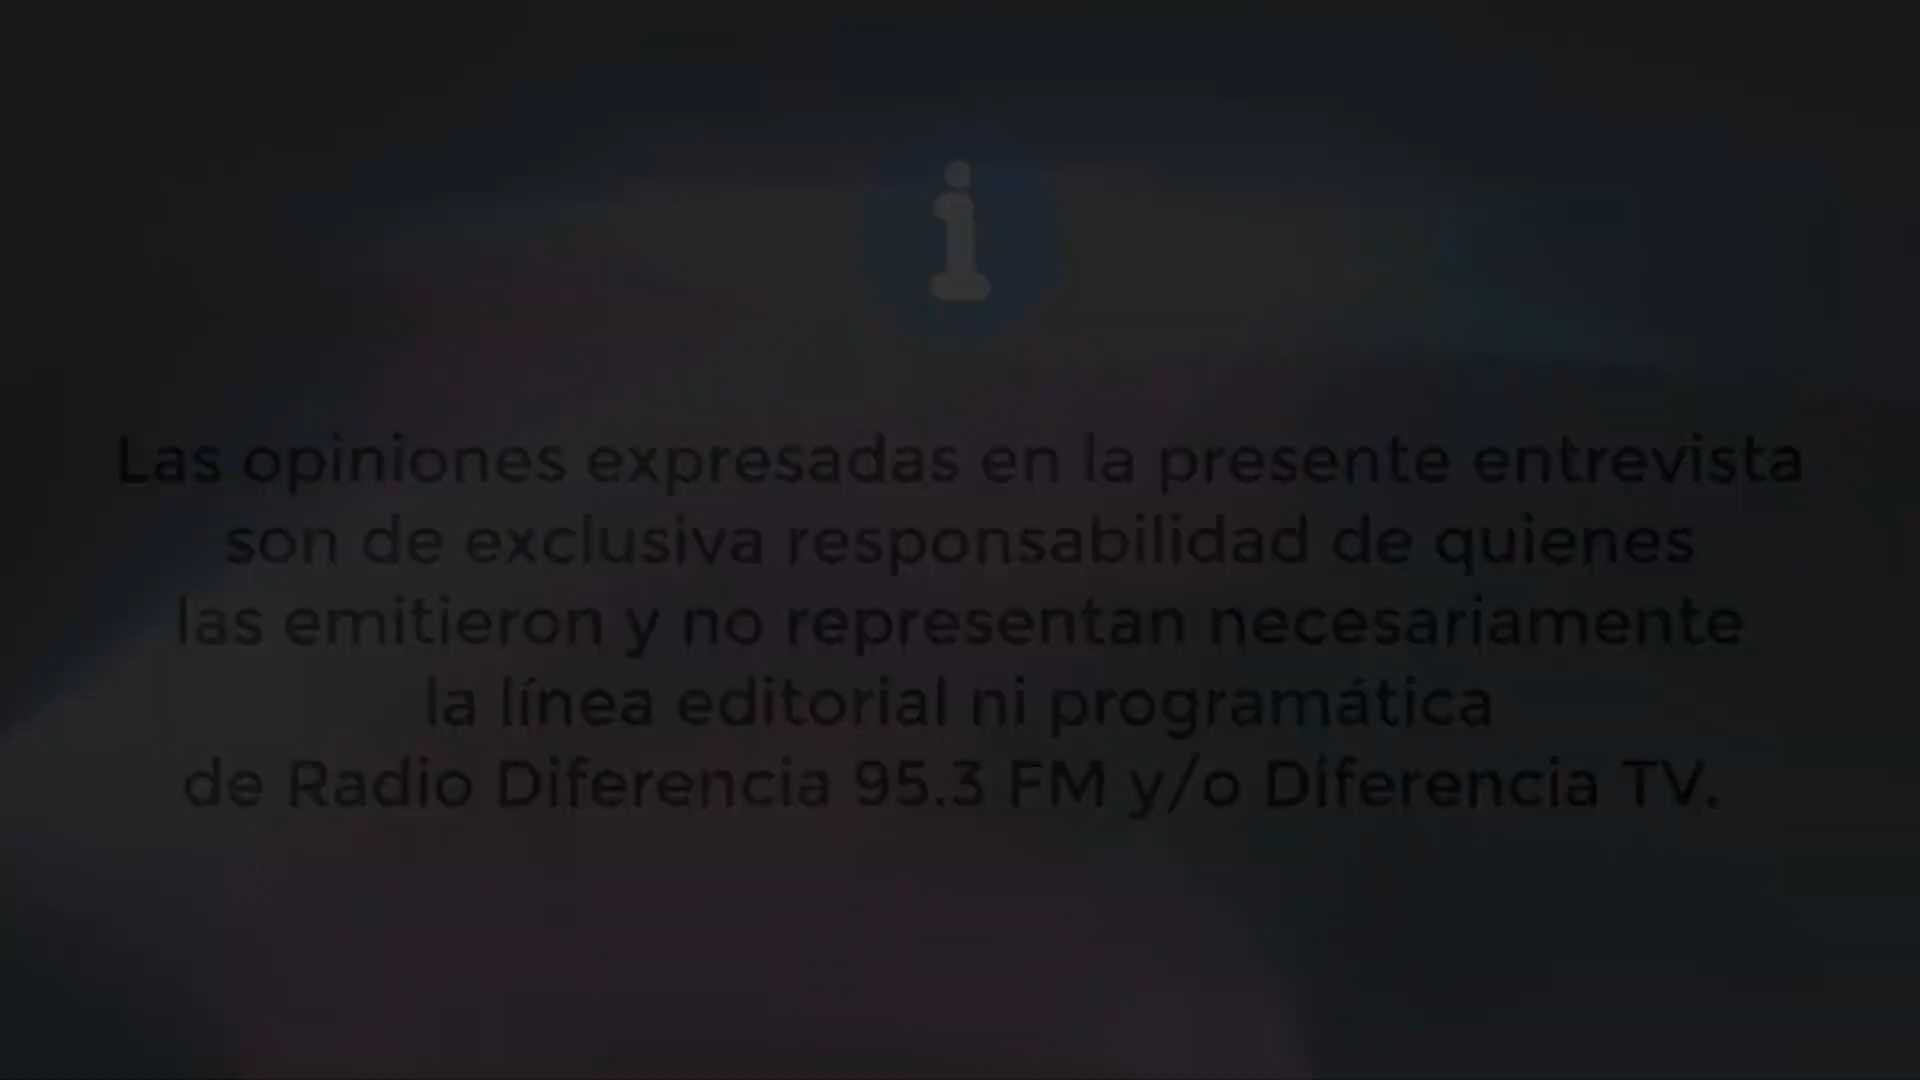 Las opiniones expresadas en la presente entrevista
son de exclusiva responsabilidad de quienes
las emitieron y no representan necesariamente
la línea editorial ni programática
de Radio Diferencia 95.3 FM y/o Diferencia TV.